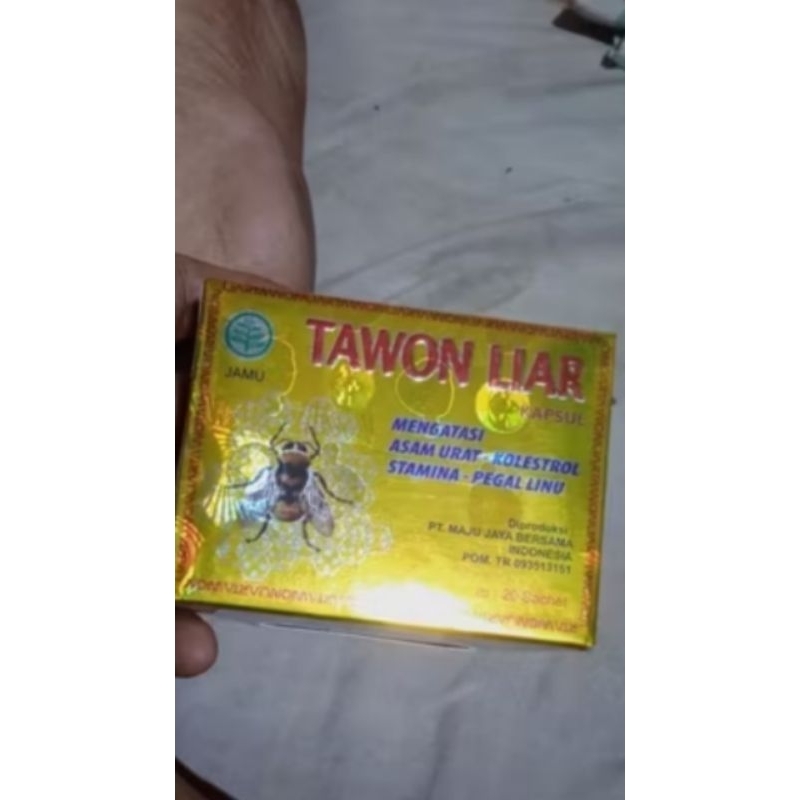 JAMU
TAWON LIAR
KAPSUL
MENGATASI
ASAM URAT - KOLESTROL
STAMINA - PEGAL LINU
Diproduksi :
PT. MAJU JAYA BERSAMA
INDONESIA
POM. TR 093513151
: 20 Sachet